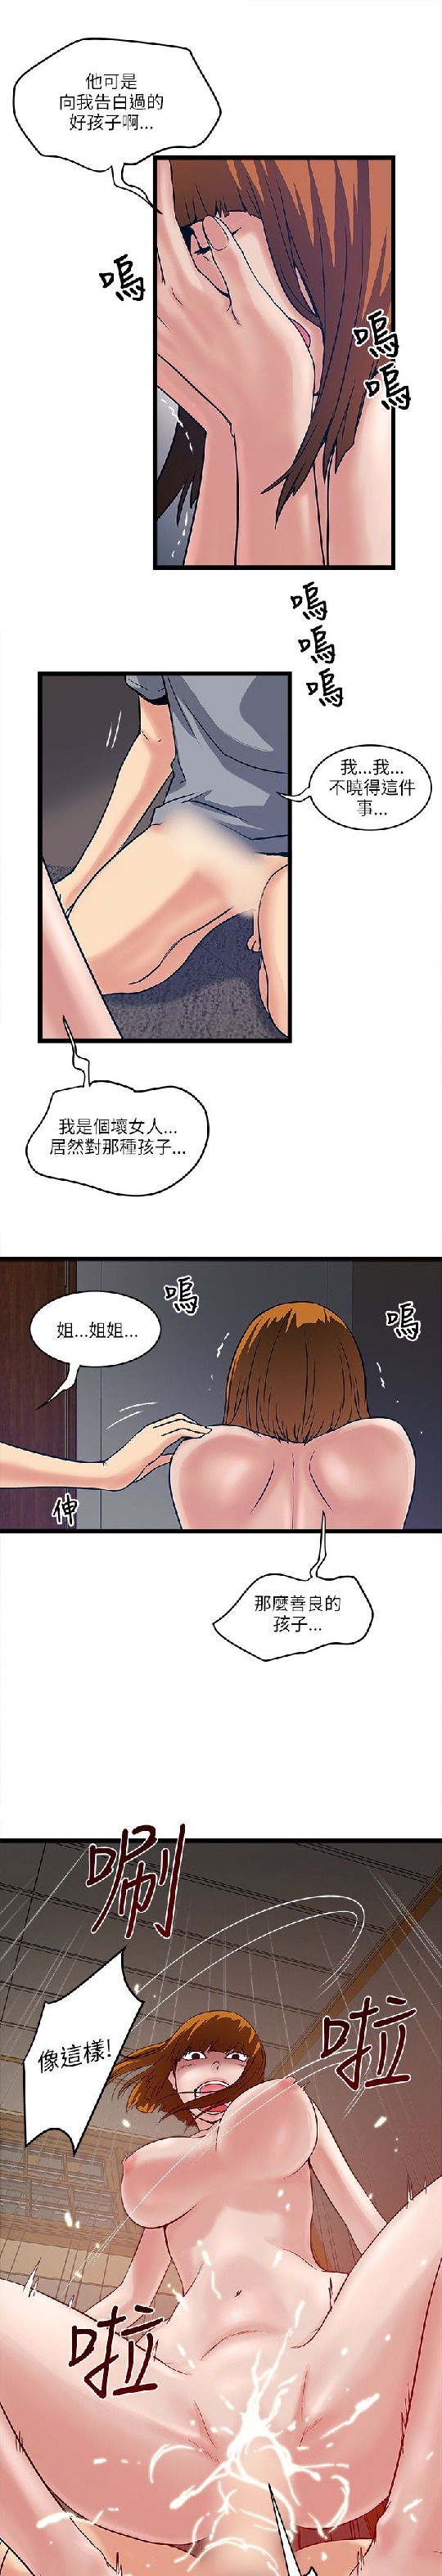 他可是
向我告白過的
好孩子啊...
嗚
嗚
嗚
嗚
嗚
嗚
我...我...
不曉得這件
事...
我是個壞女人...
居然對那種孩子...
嗚
姐...姐姐...
嗚
伸
那麼善良的
孩子...
唰
像這樣!
啦
啦